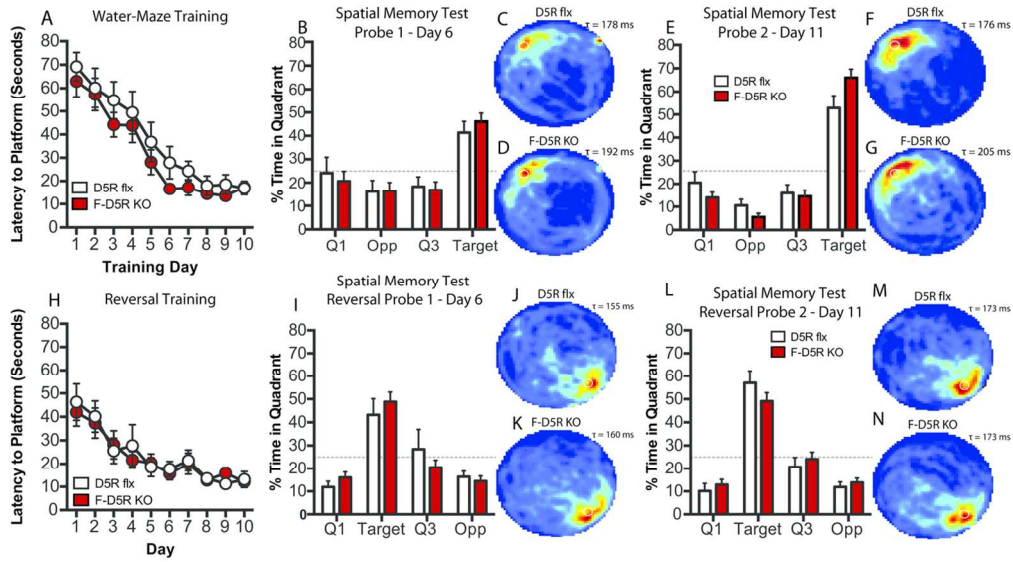 A
Water-Maze Training
Latency to Platform (Seconds)
80
70
60
50
40
30
20
10
0
D5R flx
F-D5R KO
1 2 3 4 5 6 7 8 9 10
Training Day
B
Spatial Memory Test
Probe 1 - Day 6
% Time in Quadrant
80
70
60
50
40
30
20
10
0
Q1 Opp Q3 Target
C
D5R flx
τ = 178 ms
D
F-D5R KO
τ = 192 ms
E
Spatial Memory Test
Probe 2 - Day 11
% Time in Quadrant
80
70
60
50
40
30
20
10
0
D5R flx
F-D5R KO
Q1 Opp Q3 Target
F
D5R flx
τ = 176 ms
G
F-D5R KO
τ = 205 ms
H
Reversal Training
Latency to Platform (Seconds)
80
70
60
50
40
30
20
10
0
D5R flx
F-D5R KO
1 2 3 4 5 6 7 8 9 10
Day
I
Spatial Memory Test
Reversal Probe 1 - Day 6
% Time in Quadrant
80
70
60
50
40
30
20
10
0
Q1 Target Q3 Opp
J
D5R flx
τ = 155 ms
K
F-D5R KO
τ = 160 ms
L
Spatial Memory Test
Reversal Probe 2 - Day 11
% Time in Quadrant
80
70
60
50
40
30
20
10
0
D5R flx
F-D5R KO
Q1 Target Q3 Opp
M
D5R flx
τ = 173 ms
N
F-D5R KO
τ = 173 ms